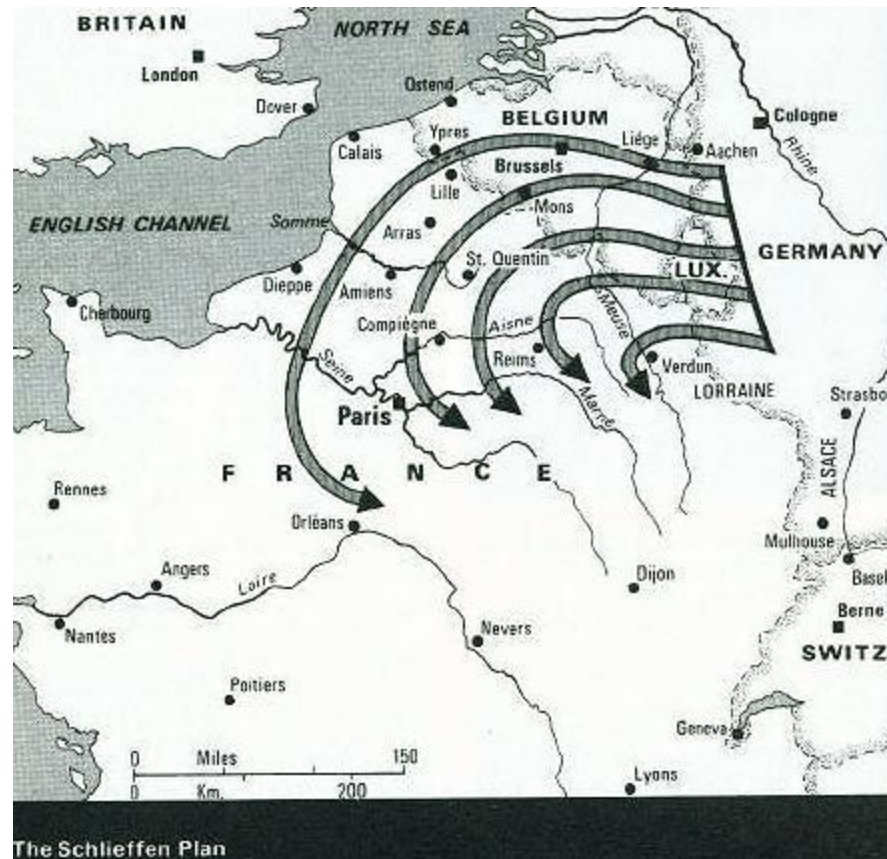 BRITAIN
NORTH SEA
London
Ostend
Dover
BELGIUM
Cologne
Calais
Ypres
Liége
Aachen
Rhine
Brussels
Lille
Mons
ENGLISH CHANNEL
Somme
Arras
GERMANY
St. Quentin
LUX.
Dieppe
Amiens
Cherbourg
Compiégne
Aisne
Meuse
Seine
Reims
Verdun
Marne
LORRAINE
Strasbo
Paris
FRANCE
ALSACE
Rennes
Orléans
Mulhouse
Angers
Loire
Dijon
Basel
Berne
Nantes
Nevers
SWITZ
Poitiers
Geneva
0 Miles 150
0 Km. 200
Lyons
The Schlieffen Plan